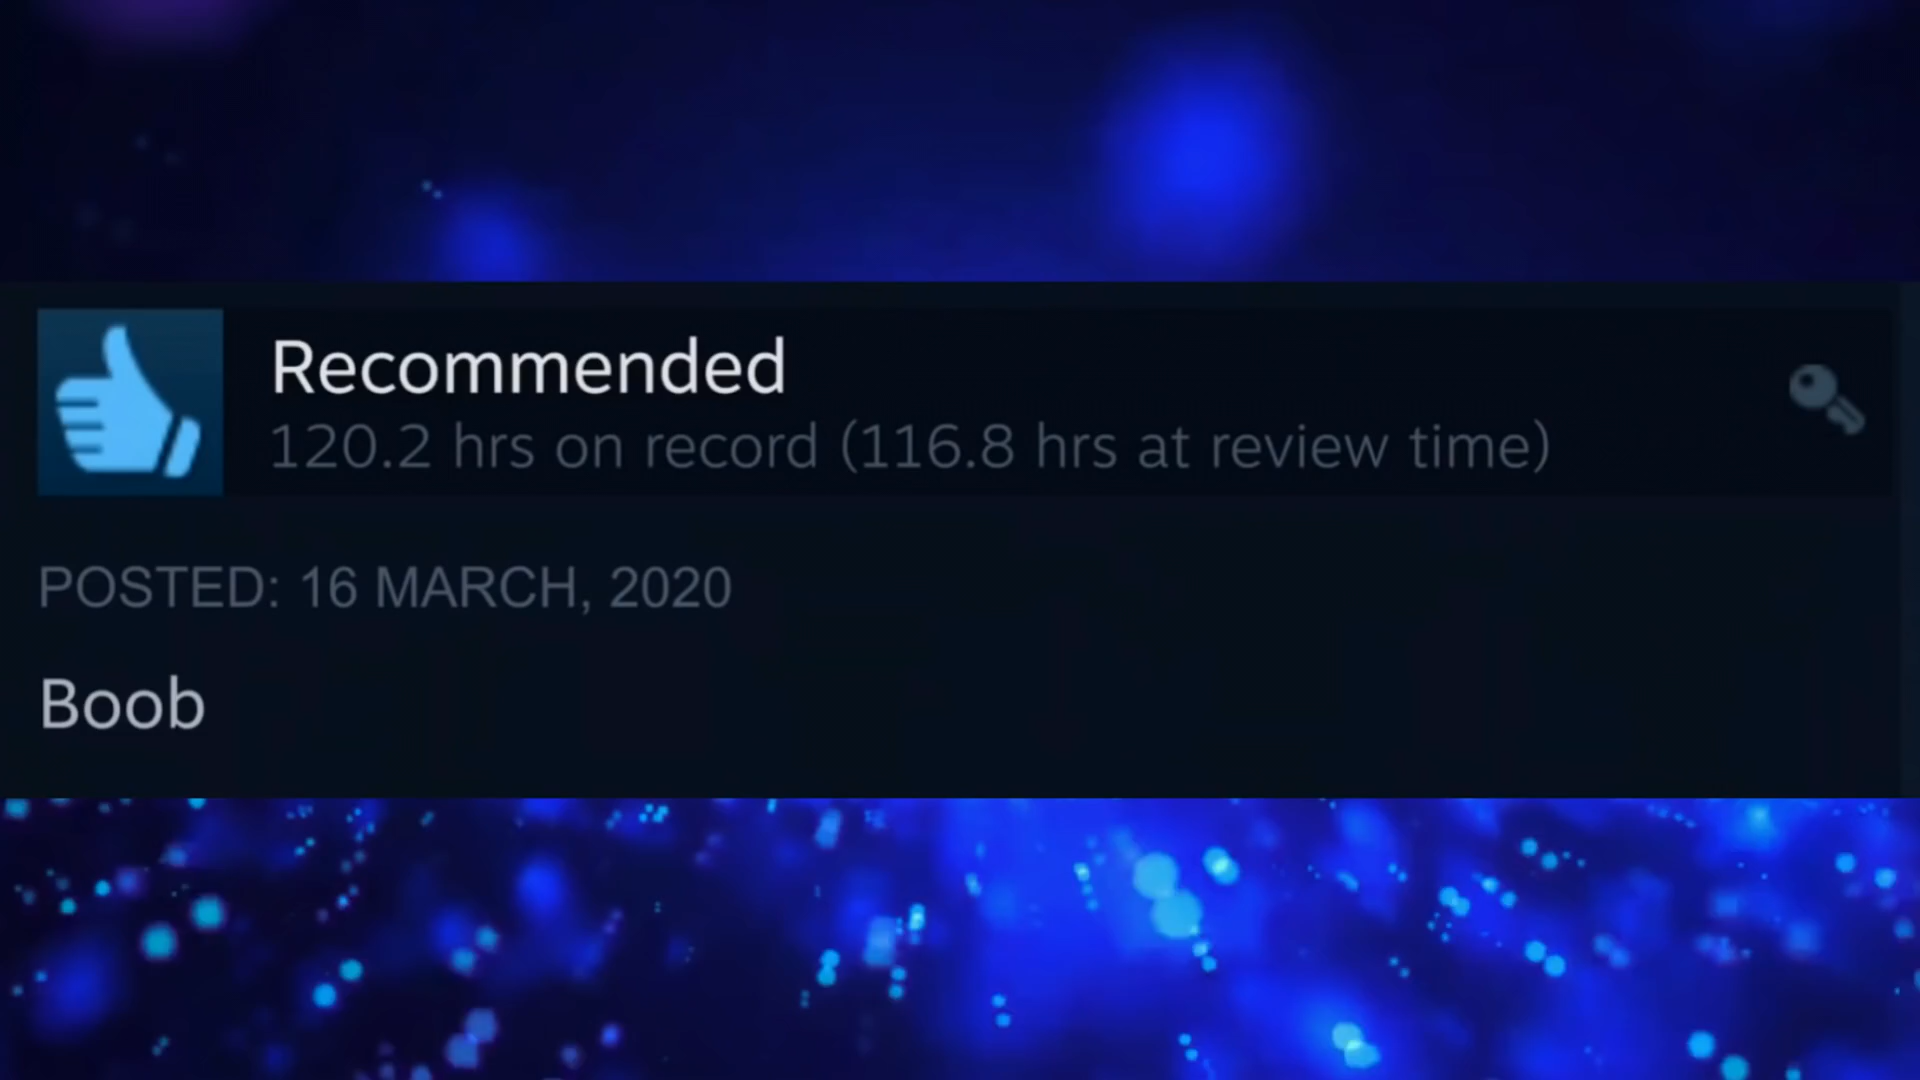 Recommended
120.2 hrs on record (116.8 hrs at review time)
POSTED: 16 MARCH, 2020
Boob